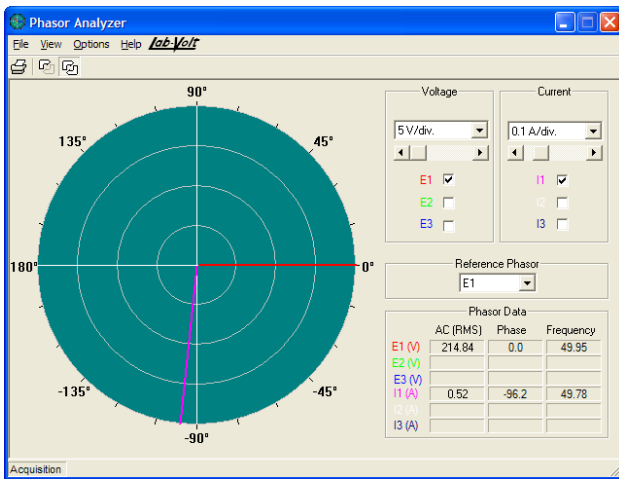 Phasor Analyzer
File View Options Help Lab-Volt
90°
135° 45°
180° 0°
-135° -45°
-90°
Voltage
5 V/div.
E1
E2
E3
Current
0.1 A/div.
I1
I2
I3
Reference Phasor
E1
Phasor Data
AC (RMS) Phase Frequency
E1 (V) 214.84 0.0 49.95
E2 (V)
E3 (V)
I1 (A) 0.52 -96.2 49.78
I2 (A)
I3 (A)
Acquisition